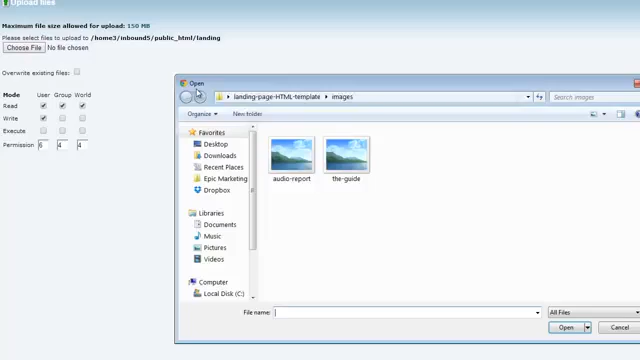 Upload files
Maximum file size allowed for upload: 150 MB
Please select files to upload to /home3/inbound5/public_html/landing
Choose File No file chosen
Overwrite existing files:
Mode User Group World
Read
Write
Execute
Permission 6 4 4
Open
landing-page-HTML-template images
Search images
Organize New folder
Favorites
Desktop
Downloads
Recent Places
Epic Marketing
Dropbox
Libraries
Documents
Music
Pictures
Videos
Computer
Local Disk (C:)
audio-report the-guide
File name: All Files
Open Cancel